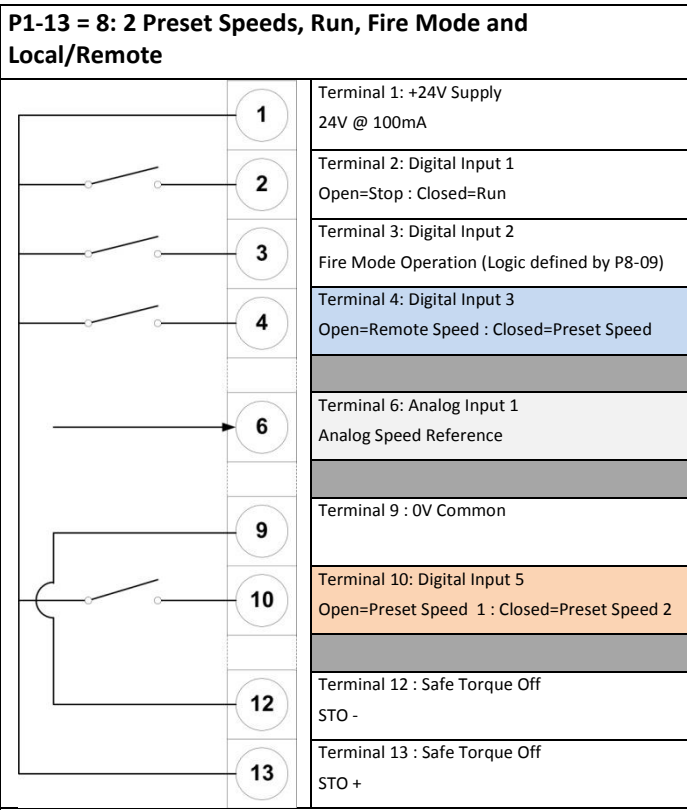 P1-13 = 8: 2 Preset Speeds, Run, Fire Mode and
Local/Remote
1
Terminal 1: +24V Supply
24V @ 100mA
2
Terminal 2: Digital Input 1
Open=Stop : Closed=Run
3
Terminal 3: Digital Input 2
Fire Mode Operation (Logic defined by P8-09)
4
Terminal 4: Digital Input 3
Open=Remote Speed : Closed=Preset Speed
6
Terminal 6: Analog Input 1
Analog Speed Reference
9
Terminal 9 : 0V Common
10
Terminal 10: Digital Input 5
Open=Preset Speed 1 : Closed=Preset Speed 2
12
Terminal 12 : Safe Torque Off
STO -
13
Terminal 13 : Safe Torque Off
STO +